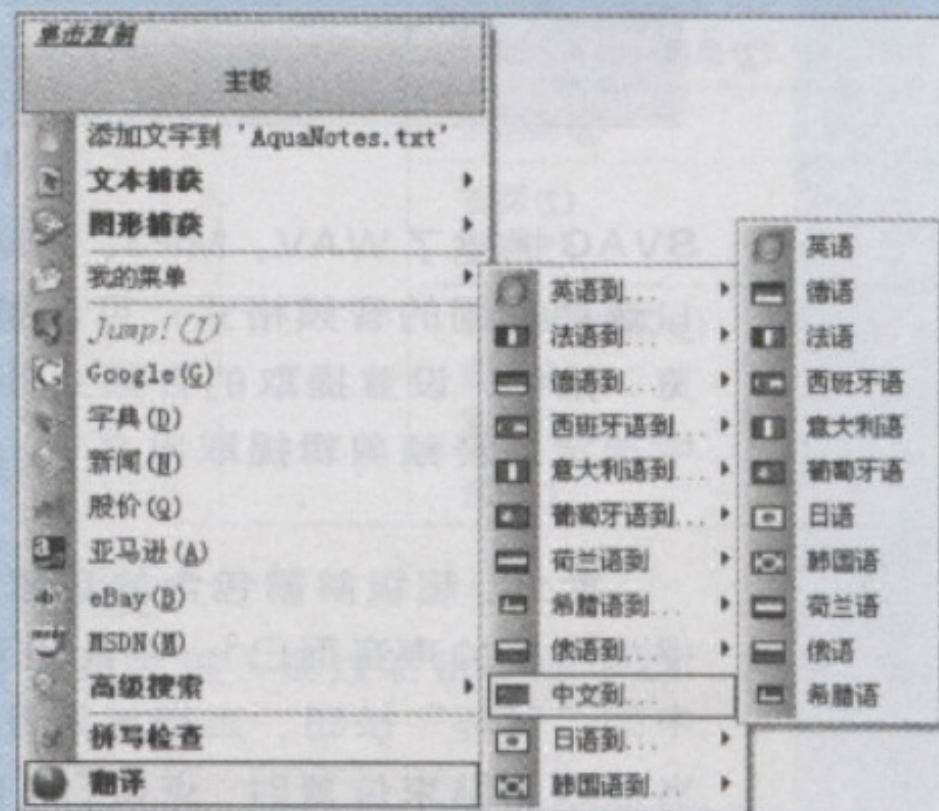 单击复制
主板
添加文字到 'AquaNotes.txt'
文本捕获
图形捕获
我的菜单
Jump! (J)
Google(G)
字典(D)
新闻(N)
股价(Q)
亚马逊(A)
eBay(B)
MSDN(M)
高级搜索
拼写检查
翻译
英语到...
法语到...
德语到...
西班牙语到...
意大利语到...
葡萄牙语到...
荷兰语到...
希腊语到...
俄语到...
中文到...
日语到...
韩国语到...
英语
德语
法语
西班牙语
意大利语
葡萄牙语
日语
韩国语
荷兰语
俄语
希腊语